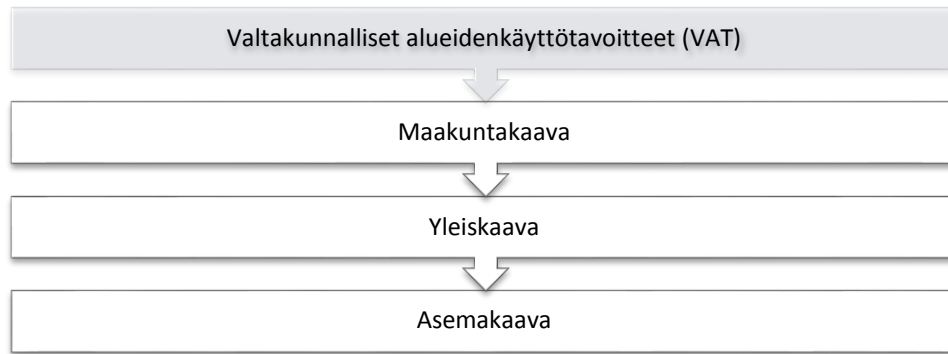 Valtakunnalliset alueidenkäyttötavoitteet (VAT)
Maakuntakaava
Yleiskaava
Asemakaava